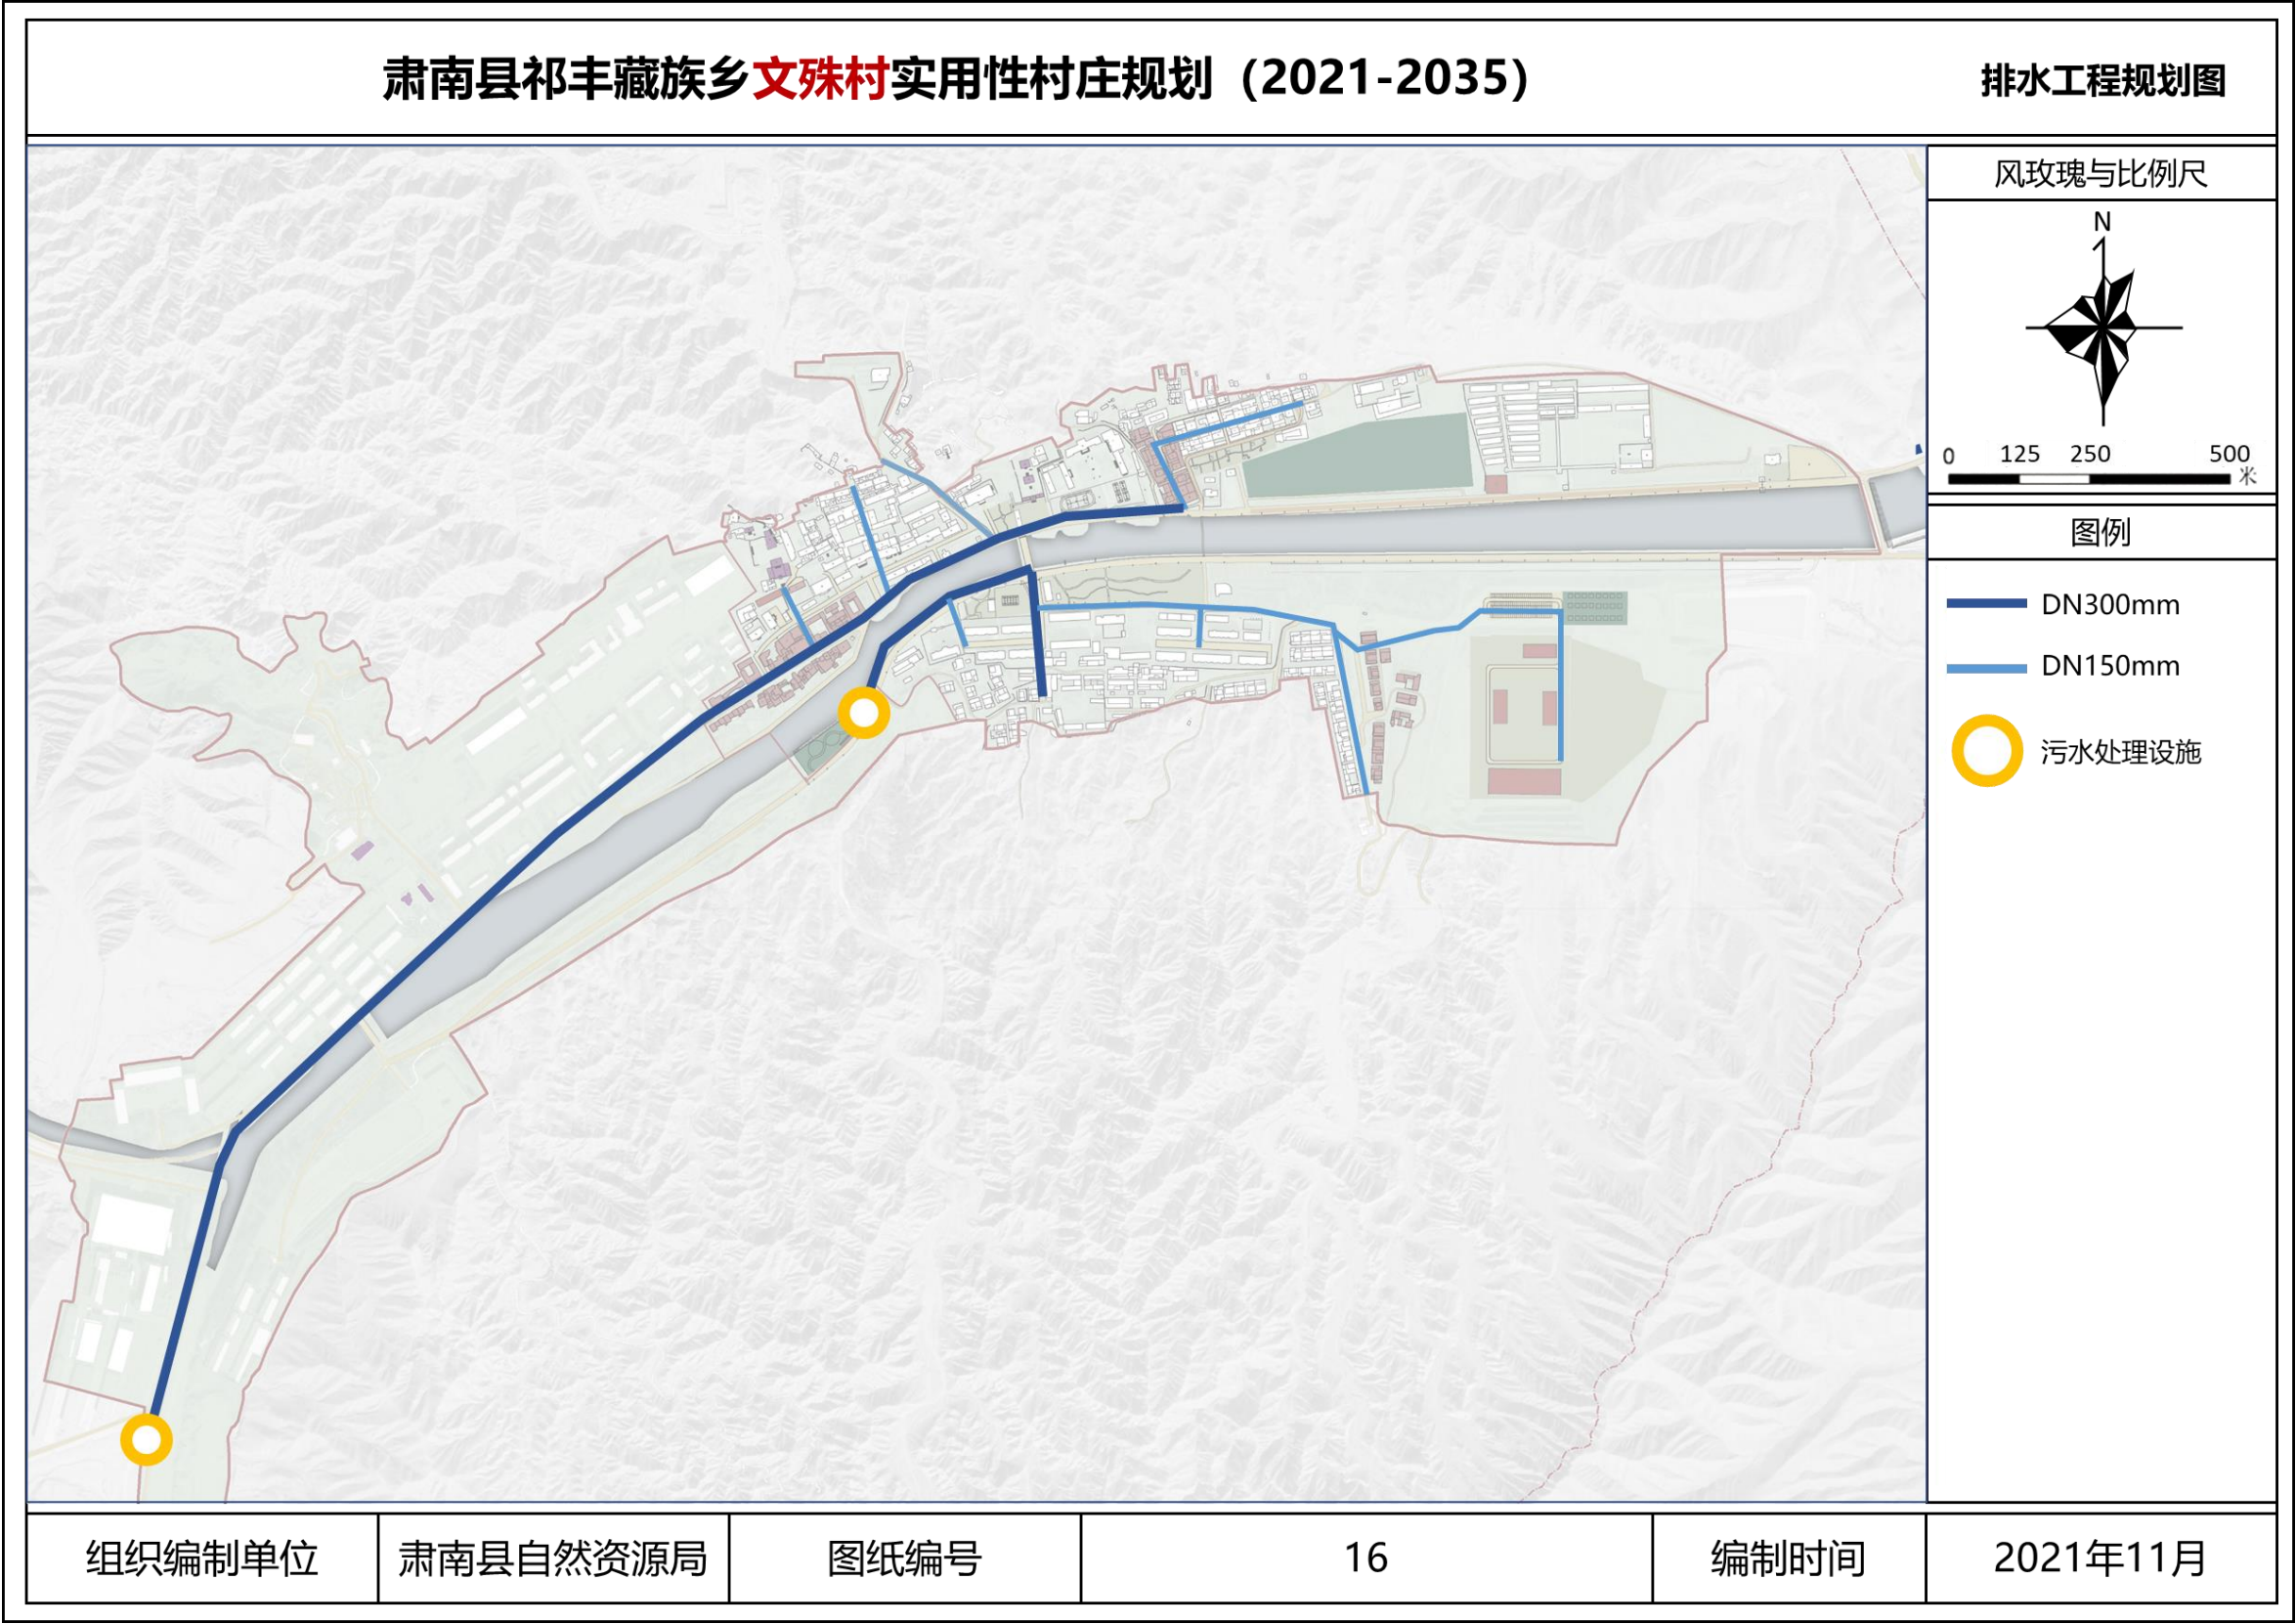 肃南县祁丰藏族乡文殊村实用性村庄规划（2021-2035）
排水工程规划图
风玫瑰与比例尺
N
0 125 250 500
米
图例
DN300mm
DN150mm
污水处理设施
组织编制单位 肃南县自然资源局 图纸编号 16 编制时间 2021年11月